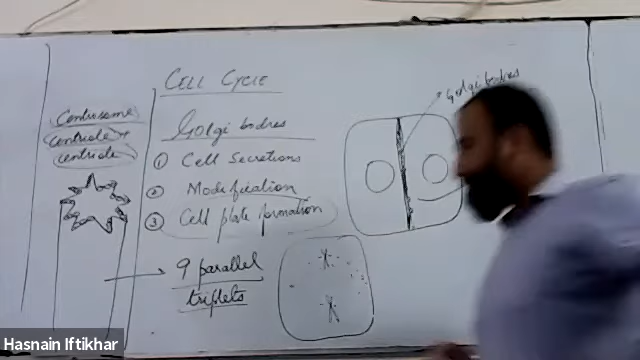 CELL CYCLE
Centrosome
Centriole +
centriole
Golgi bodies
① Cell Secretions
② Modification
③ Cell plate formation
9 parallel
triplets
Golgi bodies
Hasnain Iftikhar